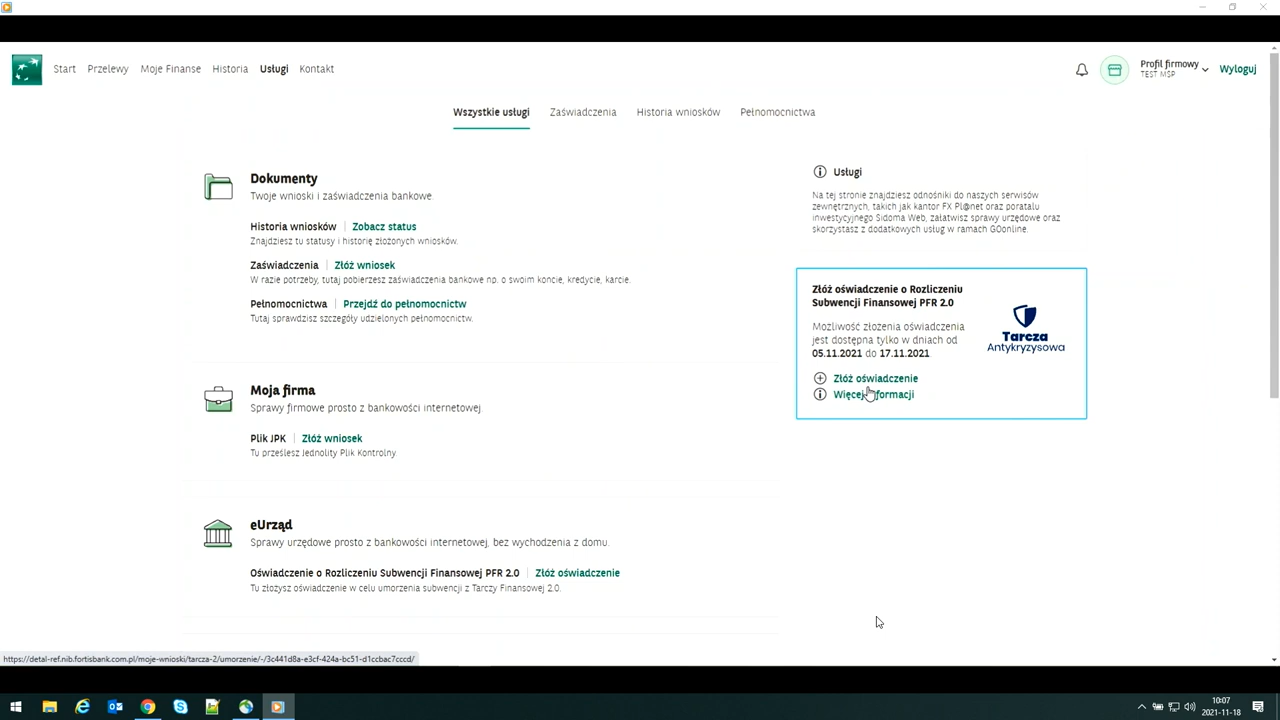 Start Przelewy Moje Finanse Historia Usługi Kontakt
Profil firmowy
TEST MŚP
Wyloguj
Wszystkie usługi Zaświadczenia Historia wniosków Pełnomocnictwa
Dokumenty
Twoje wnioski i zaświadczenia bankowe.
Historia wniosków Zobacz status
Znajdziesz tu statusy i historię złożonych wniosków.
Zaświadczenia Złóż wniosek
W razie potrzeby, tutaj pobierzesz zaświadczenia bankowe np. o swoim koncie, kredycie, karcie.
Pełnomocnictwa Przejdź do pełnomocnictw
Tutaj sprawdzisz szczegóły udzielonych pełnomocnictw.
Moja firma
Sprawy firmowe prosto z bankowości internetowej.
Plik JPK Złóż wniosek
Tu prześlesz Jednolity Plik Kontrolny.
eUrząd
Sprawy urzędowe prosto z bankowości internetowej, bez wychodzenia z domu.
Oświadczenie o Rozliczeniu Subwencji Finansowej PFR 2.0 Złóż oświadczenie
Tu złożysz oświadczenie w celu umorzenia subwencji z Tarczy Finansowej 2.0.
Usługi
Na tej stronie znajdziesz odnośniki do naszych serwisów
zewnętrznych, takich jak kantor FX Pl@net oraz poratalu
inwestycyjnego Sidoma Web, załatwisz sprawy urzędowe oraz
skorzystasz z dodatkowych usług w ramach GOonline.
Złóż oświadczenie o Rozliczeniu
Subwencji Finansowej PFR 2.0
Możliwość złożenia oświadczenia
jest dostępna tylko w dniach od
05.11.2021 do 17.11.2021
Tarcza
Antykryzysowa
Złóż oświadczenie
Więcej informacji
https://detal-ref.nib.fortisbank.com.pl/moje-wnioski/tarcza-2/umorzenie/-/3c441d8a-e3cf-424a-bc51-d1ccbac7cccd/
10:07
2021-11-18